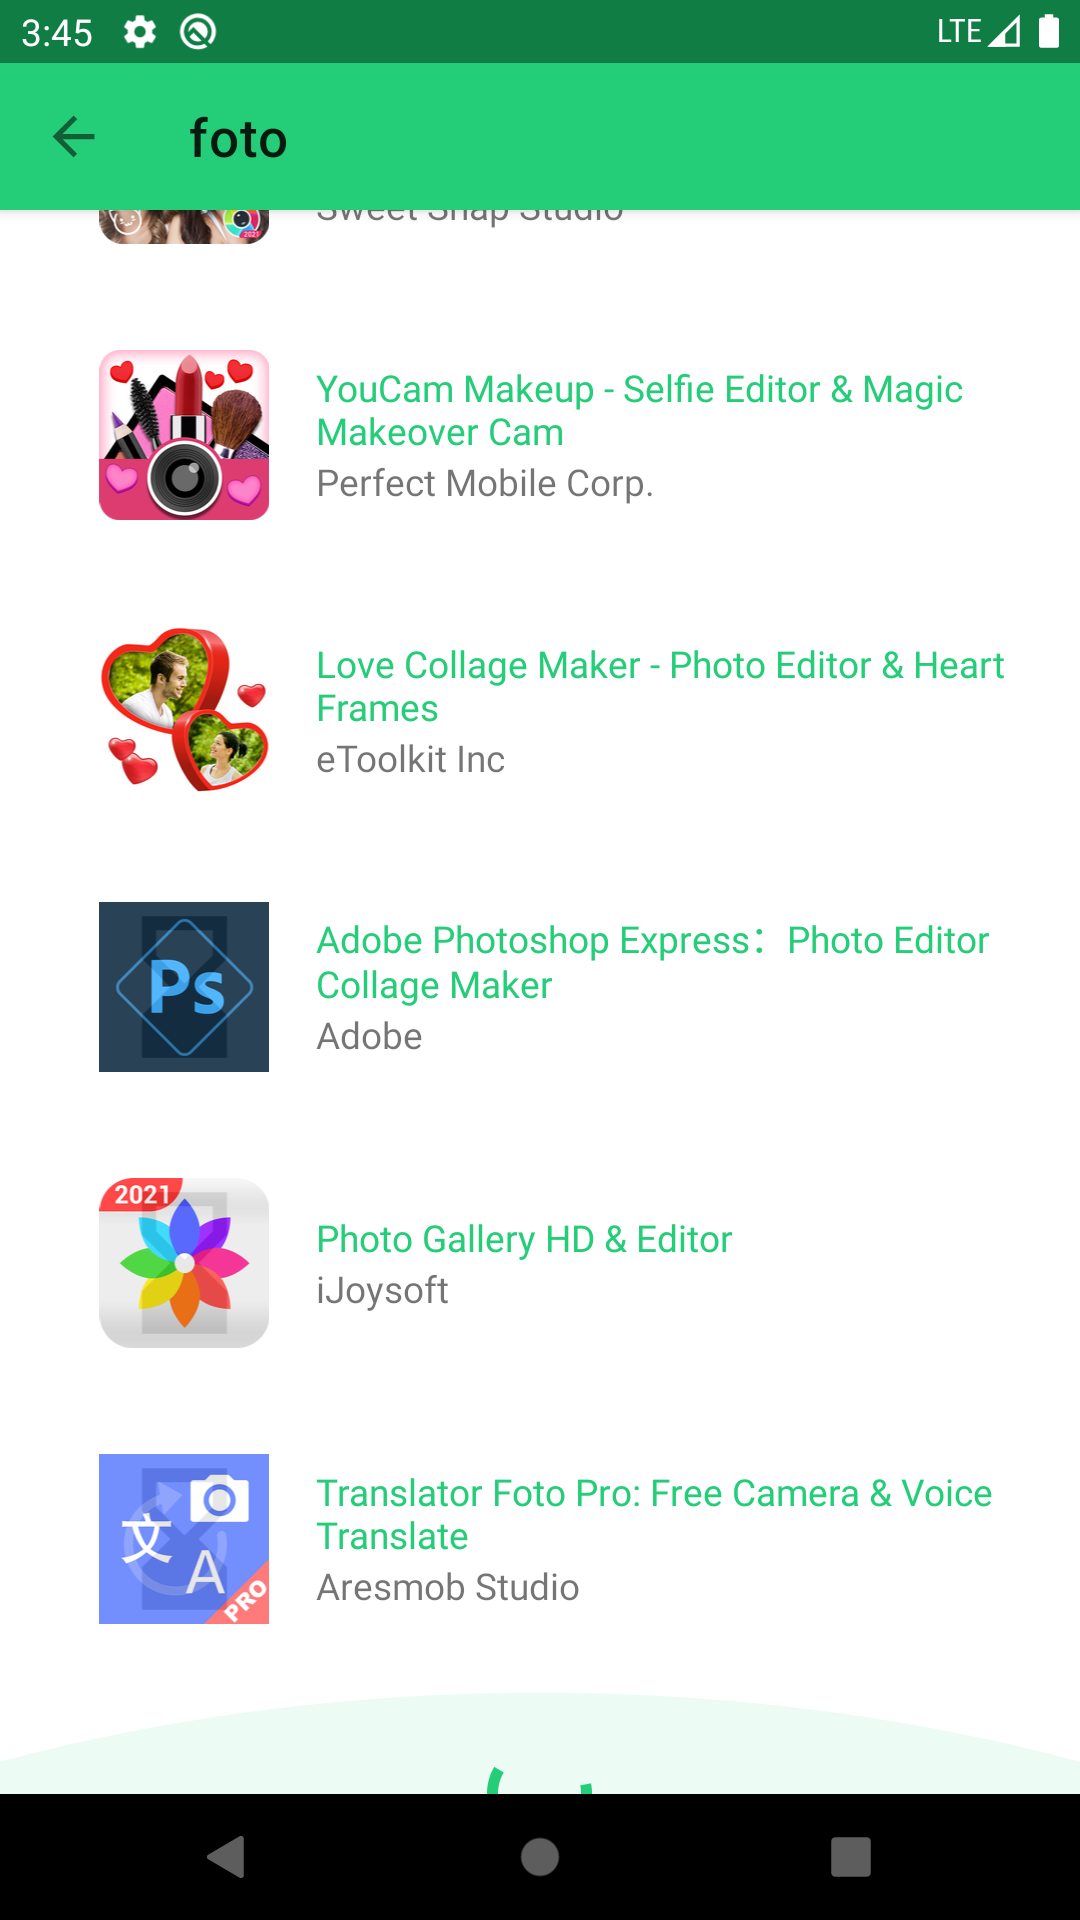 3:45
LTE
foto
Sweet Snap Studio
2021
YouCam Makeup - Selfie Editor & Magic
Makeover Cam
Perfect Mobile Corp.
Love Collage Maker - Photo Editor & Heart
Frames
eToolkit Inc
Ps
Adobe Photoshop Express：Photo Editor
Collage Maker
Adobe
2021
Photo Gallery HD & Editor
iJoysoft
文
A
PRO
Translator Foto Pro: Free Camera & Voice
Translate
Aresmob Studio